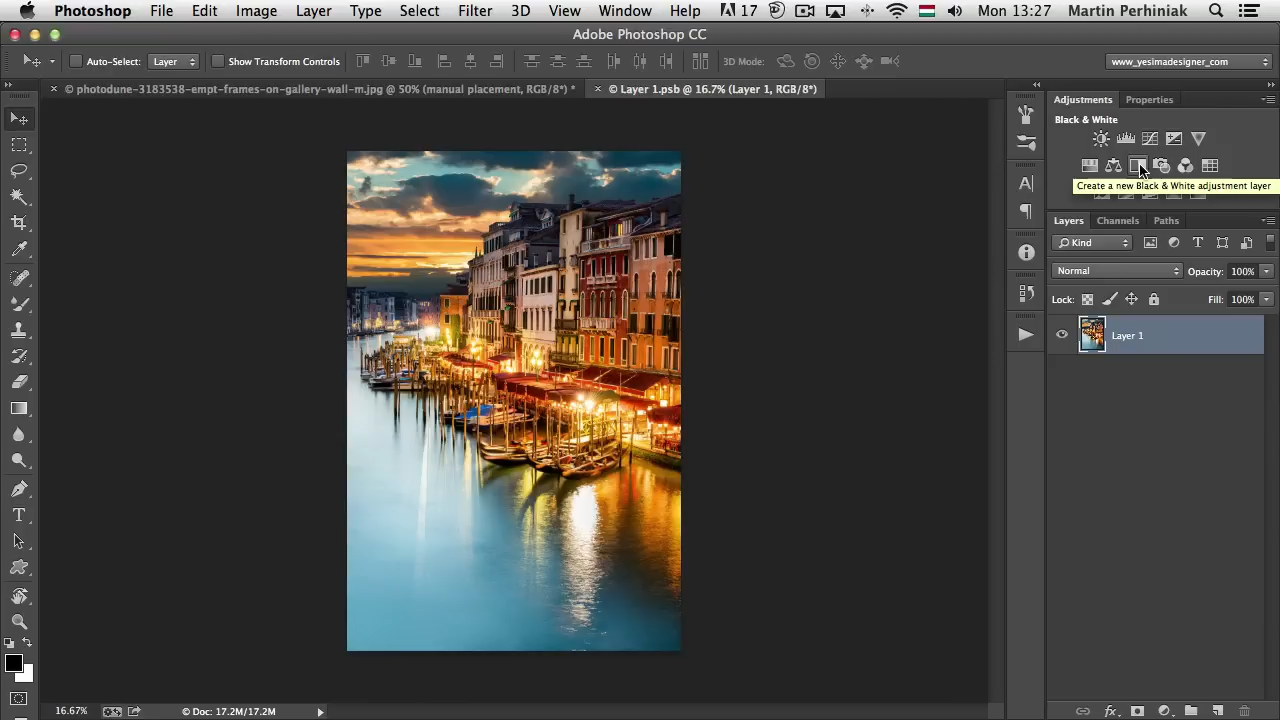 Photoshop File Edit Image Layer Type Select Filter 3D View Window Help 17 Mon 13:27 Martin Perhiniak
Adobe Photoshop CC
Auto-Select: Layer Show Transform Controls 3D Mode: www_yesimadesigner_com
© photodune-3183538-empt-frames-on-gallery-wall-m.jpg @ 50% (manual placement, RGB/8*) *
© Layer 1.psb @ 16.7% (Layer 1, RGB/8*)
Adjustments Properties
Black & White
Create a new Black & White adjustment layer
Layers Channels Paths
Kind
Normal Opacity: 100%
Lock: Fill: 100%
Layer 1
16.67% © Doc: 17.2M/17.2M